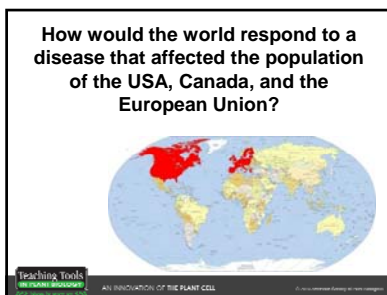 How would the world respond to a
disease that affected the population
of the USA, Canada, and the
European Union?
Teaching Tools
IN PLANT BIOLOGY
AN INNOVATION OF THE PLANT CELL